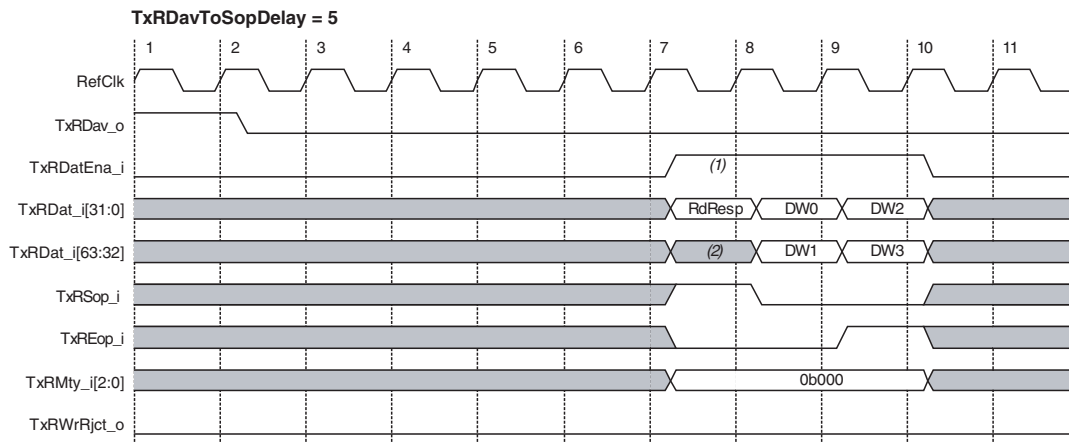 TxRDavToSopDelay = 5
1 2 3 4 5 6 7 8 9 10 11
RefClk
TxRDav_o
TxRDatEna_i (1)
TxRDat_i[31:0] RdResp DW0 DW2
TxRDat_i[63:32] (2) DW1 DW3
TxRSop_i
TxREop_i
TxRMty_i[2:0] 0b000
TxRWrRjct_o